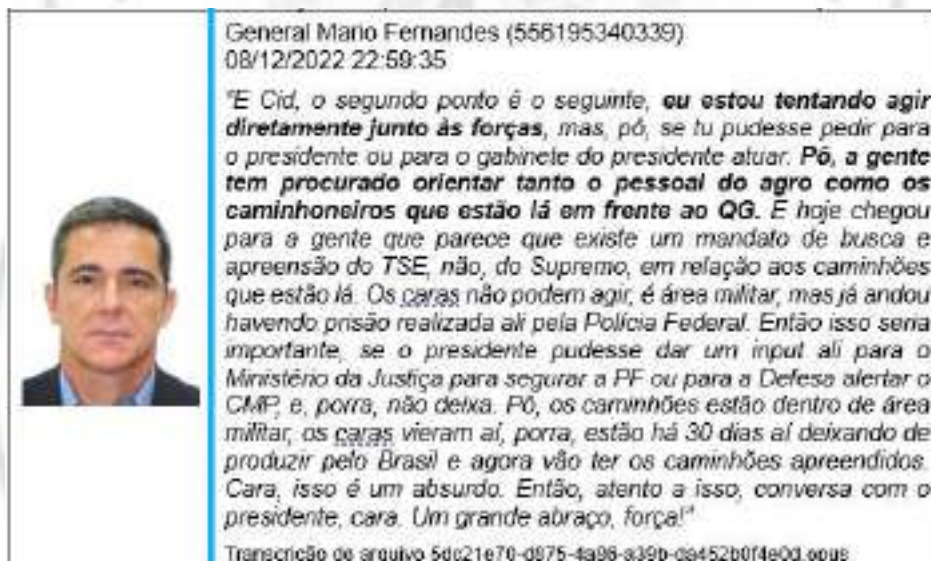 General Mario Fernandes (556195340339)
08/12/2022 22:59:35
"E Cid, o segundo ponto é o seguinte, eu estou tentando agir
diretamente junto às forças, mas, pô, se tu pudesse pedir para
o presidente ou para o gabinete do presidente atuar. Pô, a gente
tem procurado orientar tanto o pessoal do agro como os
caminhoneiros que estão lá em frente ao QG. E hoje chegou
para a gente que parece que existe um mandato de busca e
apreensão do TSE, não, do Supremo, em relação aos caminhões
que estão lá. Os caras não podem agir, é área militar, mas já andou
havendo prisão realizada ali pela Polícia Federal. Então isso seria
importante, se o presidente pudesse dar um input ali para o
Ministério da Justiça para segurar a PF ou para a Defesa alertar o
CMP, e, porra, não deixa. Pô, os caminhões estão dentro de área
militar, os caras vieram aí, porra, estão há 30 dias aí deixando de
produzir pelo Brasil e agora vão ter os caminhões apreendidos.
Cara, isso é um absurdo. Então, atento a isso, conversa com o
presidente, cara. Um grande abraço, força!"
Transcrição de arquivo